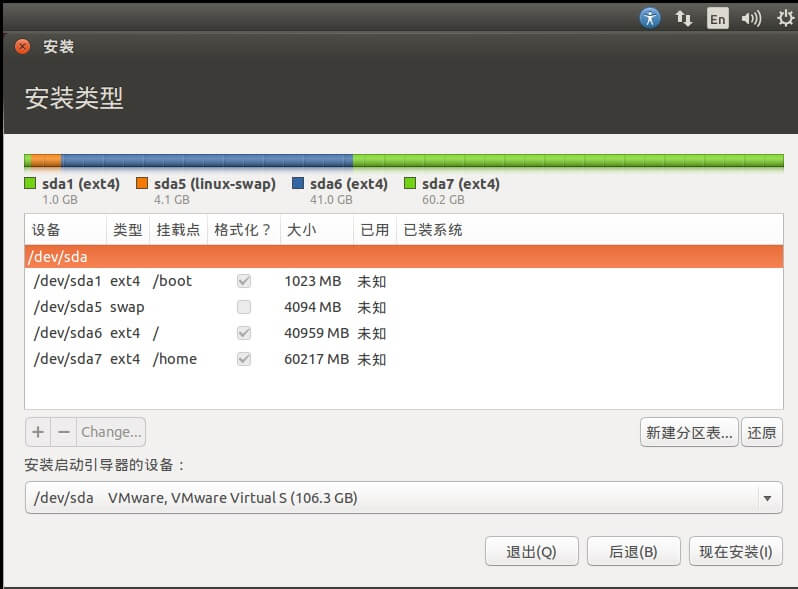 En
安装
安装类型
sda1 (ext4) sda5 (linux-swap) sda6 (ext4) sda7 (ext4)
1.0 GB 4.1 GB 41.0 GB 60.2 GB
设备 类型 挂载点 格式化？ 大小 已用 已装系统
/dev/sda
/dev/sda1 ext4 /boot 1023 MB 未知
/dev/sda5 swap 4094 MB 未知
/dev/sda6 ext4 / 40959 MB 未知
/dev/sda7 ext4 /home 60217 MB 未知
+ − Change... 新建分区表... 还原
安装启动引导器的设备：
/dev/sda VMware, VMware Virtual S (106.3 GB)
退出(Q) 后退(B) 现在安装(I)